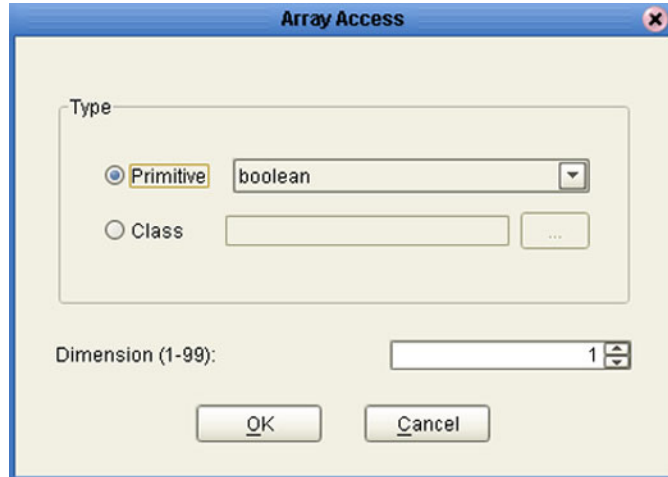 Array Access
Type
Primitive boolean
Class ...
Dimension (1-99): 1
OK Cancel